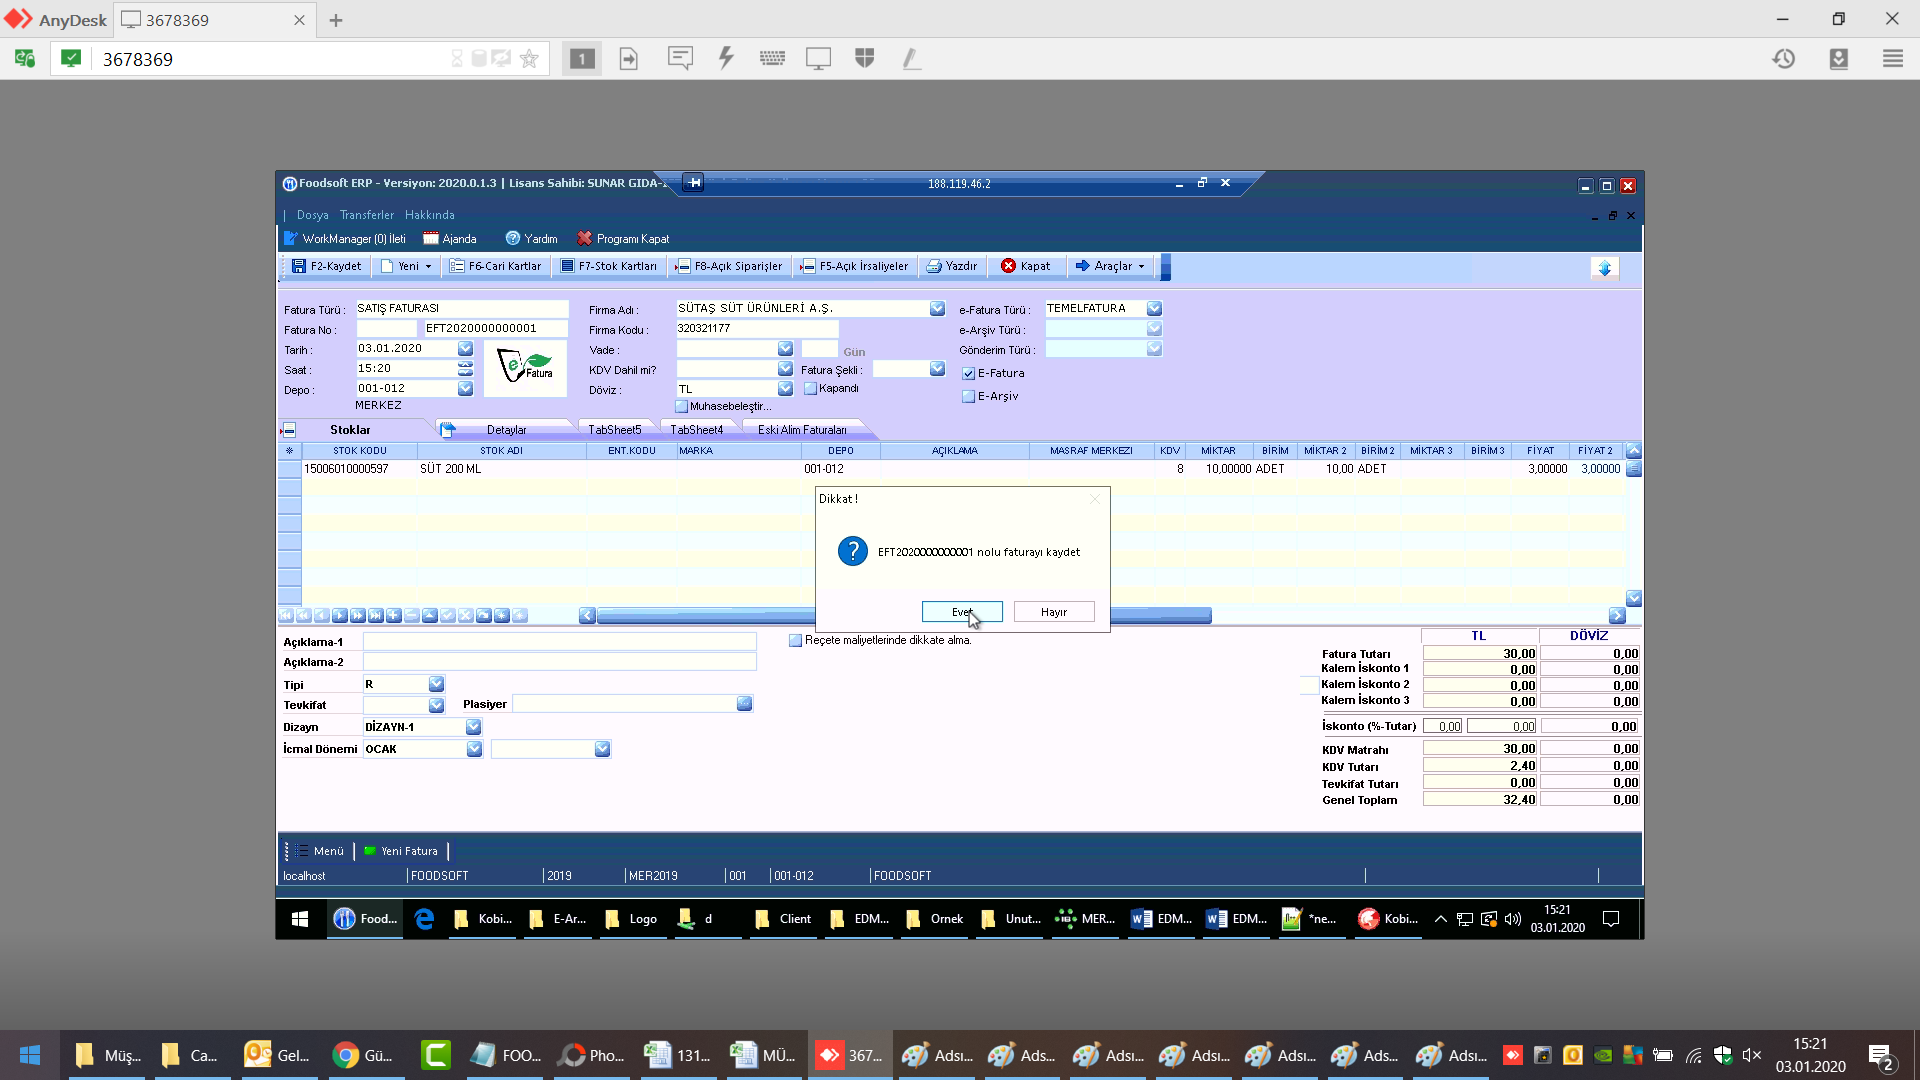 AnyDesk 3678369
3678369
1
Foodsoft ERP - Versiyon: 2020.0.1.3 | Lisans Sahibi: SUNAR GIDA-
188.119.46.2
Dosya Transferler Hakkında
WorkManager (0) İleti Ajanda Yardım Programı Kapat
F2-Kaydet Yeni F6-Cari Kartlar F7-Stok Kartları F8-Açık Siparişler F5-Açık İrsaliyeler Yazdır Kapat Araçlar
Fatura Türü : SATIŞ FATURASI Firma Adı : SÜTAŞ SÜT ÜRÜNLERİ A.Ş. e-Fatura Türü : TEMELFATURA
Fatura No : EFT2020000000001 Firma Kodu : 320321177 e-Arşiv Türü :
Tarih : 03.01.2020 e Fatura Vade : Gün Gönderim Türü :
Saat : 15:20 KDV Dahil mi? Fatura Şekli : E-Fatura
Depo : 001-012 Döviz : TL Kapandı E-Arşiv
MERKEZ Muhasebeleştir...
Stoklar Detaylar TabSheet5 TabSheet4 Eski Alim Faturaları
STOK KODU STOK ADI ENT.KODU MARKA DEPO AÇIKLAMA MASRAF MERKEZI KDV MİKTAR BİRİM MİKTAR 2 BİRİM 2 MİKTAR 3 BİRİM 3 FİYAT FİYAT 2
15006010000597 SÜT 200 ML 001-012 8 10,00000 ADET 10,00 ADET 3,00000 3,00000
Dikkat !
EFT2020000000001 nolu faturayı kaydet
Evet Hayır
Açıklama-1 Reçete maliyetlerinde dikkate alma.
Açıklama-2
Tipi R
Tevkifat Plasiyer
Dizayn DİZAYN-1
İcmal Dönemi OCAK
TL DÖVİZ
Fatura Tutarı 30,00 0,00
Kalem İskonto 1 0,00 0,00
Kalem İskonto 2 0,00 0,00
Kalem İskonto 3 0,00 0,00
İskonto (%-Tutar) 0,00 0,00 0,00
KDV Matrahı 30,00 0,00
KDV Tutarı 2,40 0,00
Tevkifat Tutarı 0,00 0,00
Genel Toplam 32,40 0,00
Menü Yeni Fatura
localhost FOODSOFT 2019 MER2019 001 001-012 FOODSOFT
Food... Kobi... E-Ar... Logo d Client EDM... Ornek Unut... MER... EDM... EDM... *ne... Kobi... 15:21
03.01.2020
Müş... Ca... Gel... Gü... FOO... Pho... 131... MÜ... 367... Adsı... Ads... Adsı... Adsı... Adsı... Ads... Adsı... 15:21
03.01.2020 2